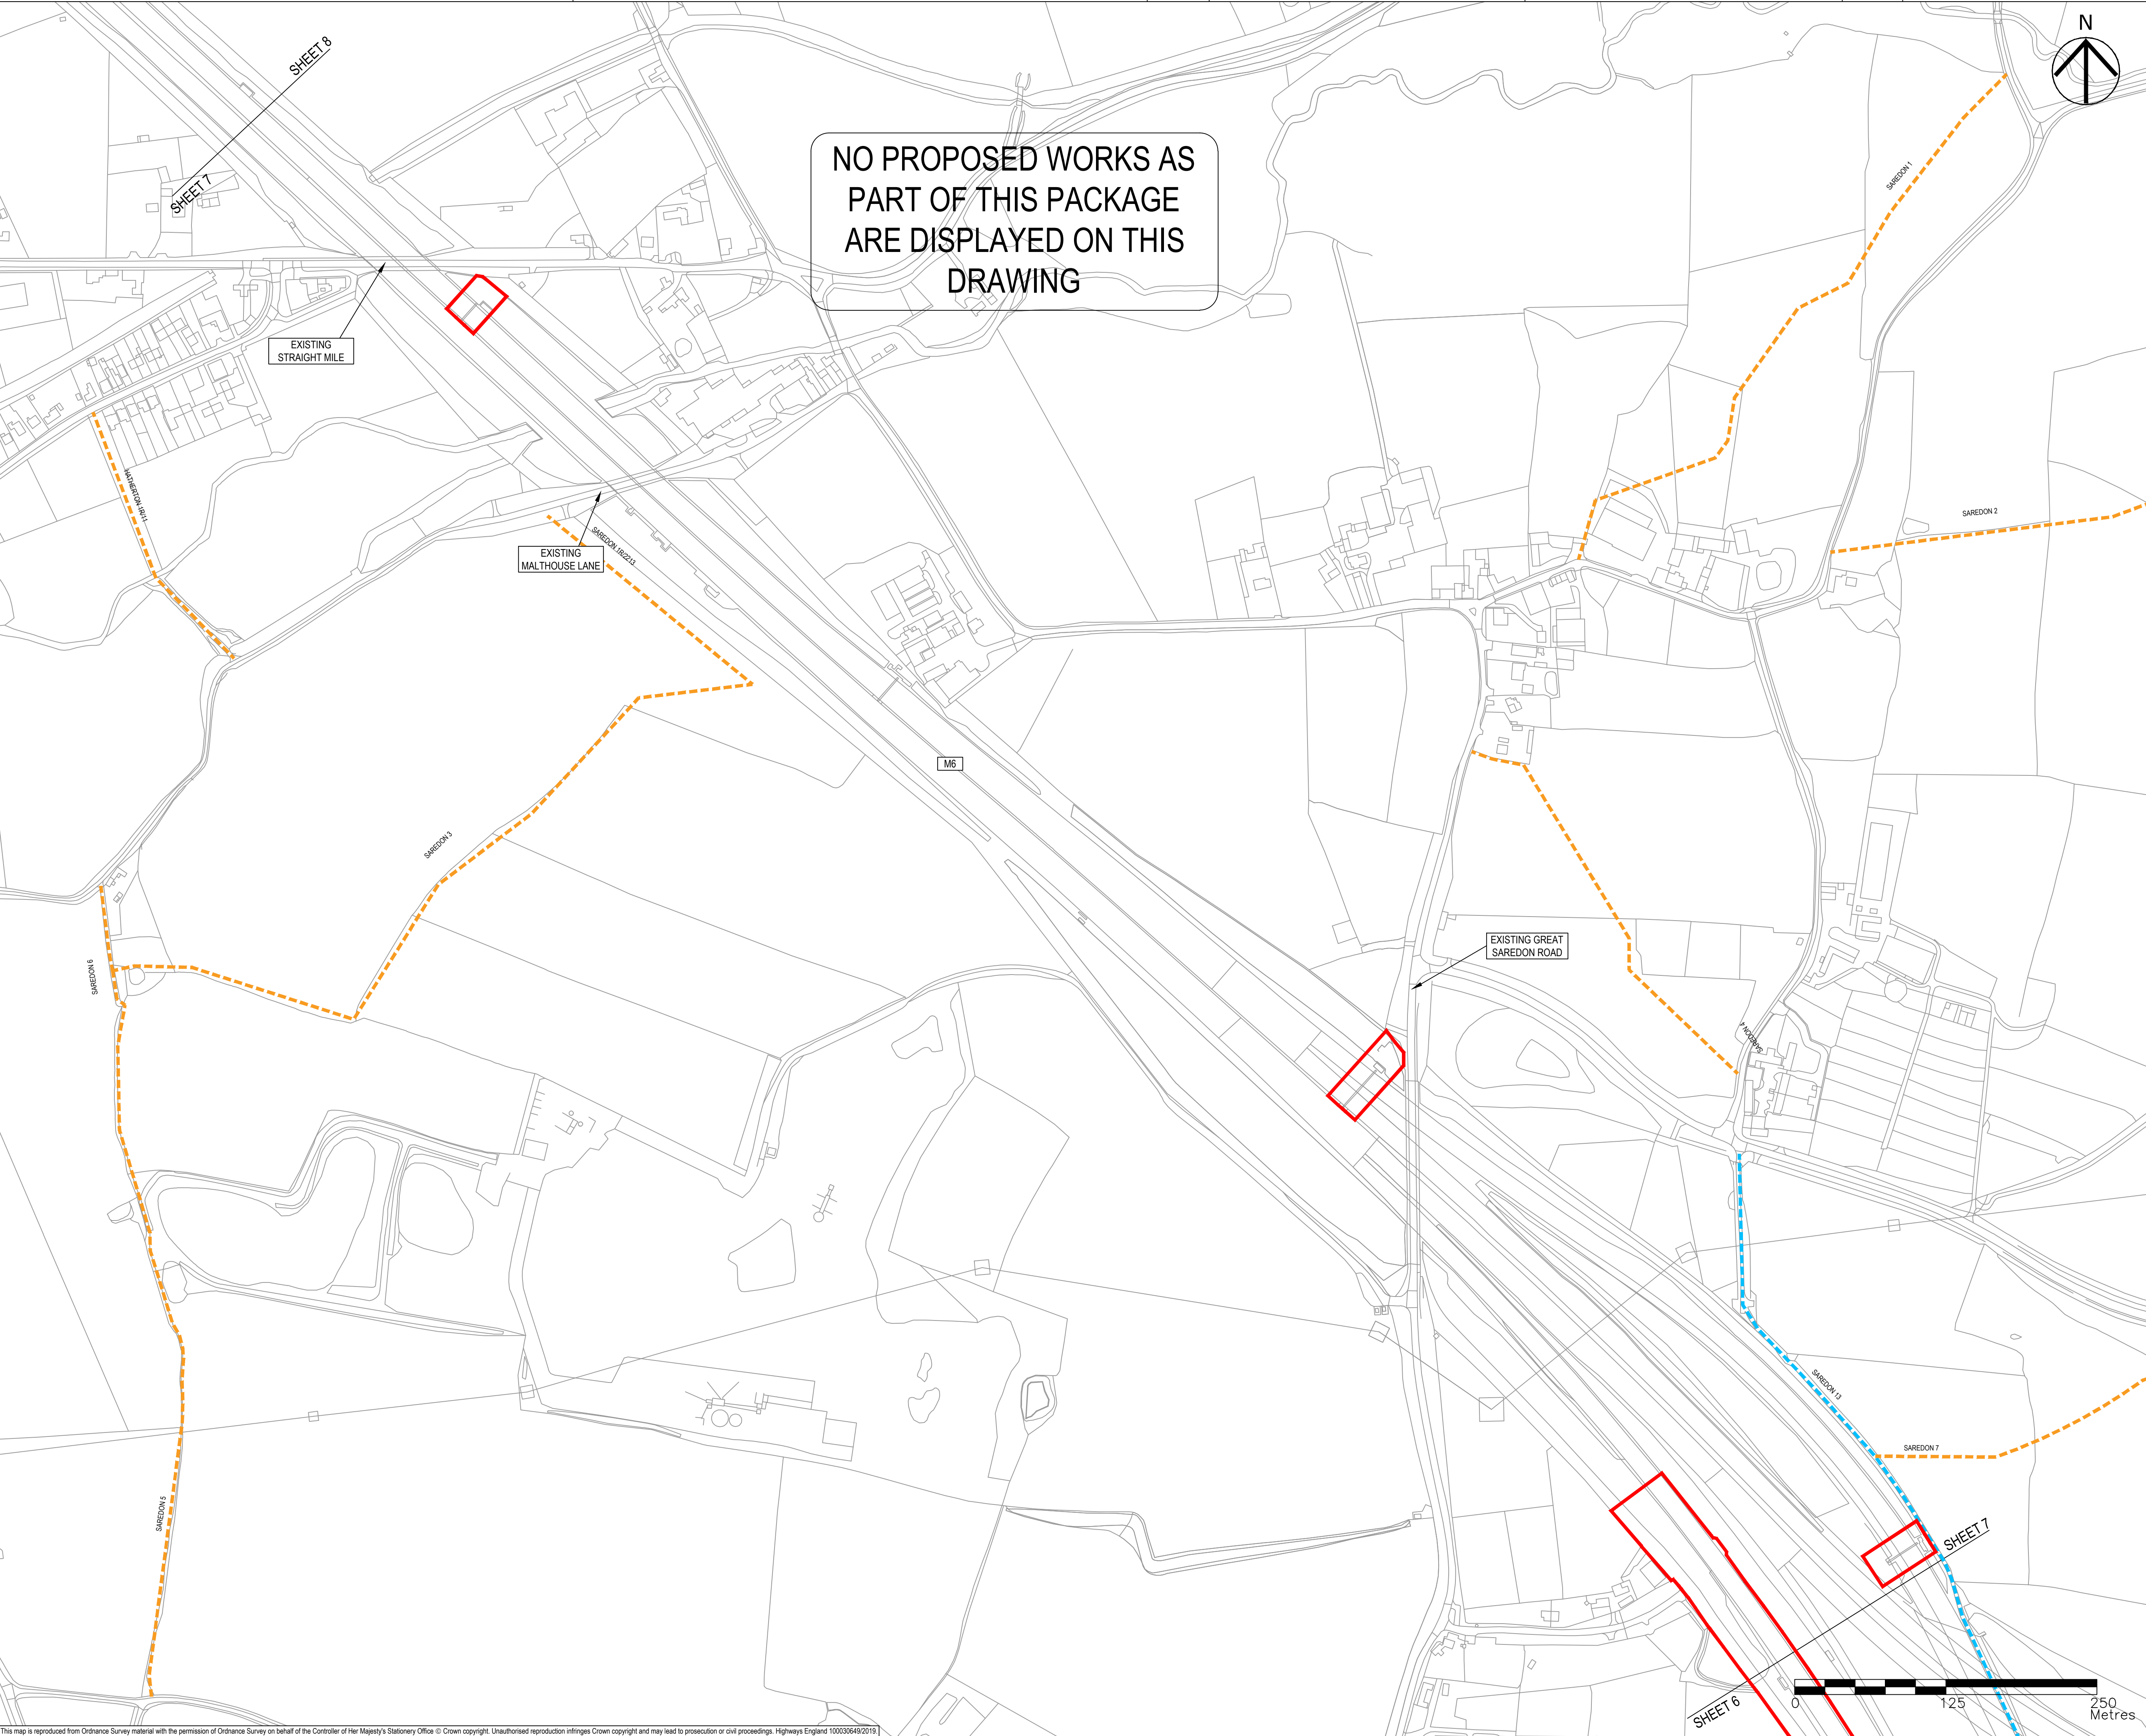 SHEET 8
SHEET 7
N
NO PROPOSED WORKS AS
PART OF THIS PACKAGE
ARE DISPLAYED ON THIS
DRAWING
SAREDON 1
EXISTING
STRAIGHT MILE
HATHERTON 1R/11
SAREDON 2
EXISTING
MALTHOUSE LANE
SAREDON 1R/2213
M6
SAREDON 3
EXISTING GREAT
SAREDON ROAD
SAREDON 6
SAREDON 4
SAREDON 13
SAREDON 7
SAREDON 5
SHEET 7
SHEET 6
0 125 250
Metres
This map is reproduced from Ordnance Survey material with the permission of Ordnance Survey on behalf of the Controller of Her Majesty's Stationery Office © Crown copyright. Unauthorised reproduction infringes Crown copyright and may lead to prosecution or civil proceedings. Highways England 100030649/2019.